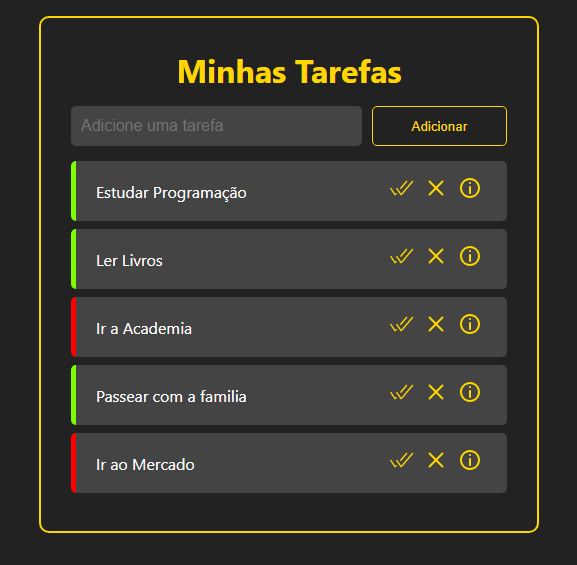 Minhas Tarefas
Adicione uma tarefa
Adicionar
Estudar Programação
Ler Livros
Ir a Academia
Passear com a familia
Ir ao Mercado